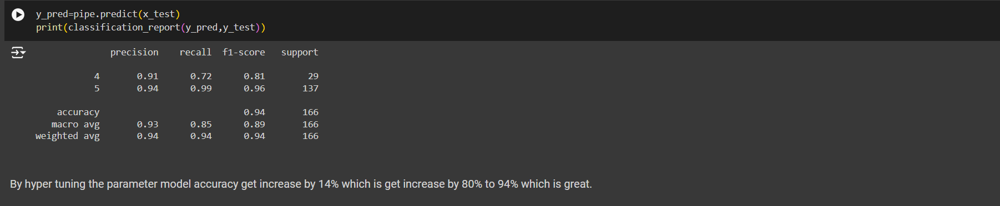 y_pred=pipe.predict(x_test)
print(classification_report(y_pred,y_test))
precision recall f1-score support
4 0.91 0.72 0.81 29
5 0.94 0.99 0.96 137
accuracy 0.94 166
macro avg 0.93 0.85 0.89 166
weighted avg 0.94 0.94 0.94 166
By hyper tuning the parameter model accuracy get increase by 14% which is get increase by 80% to 94% which is great.